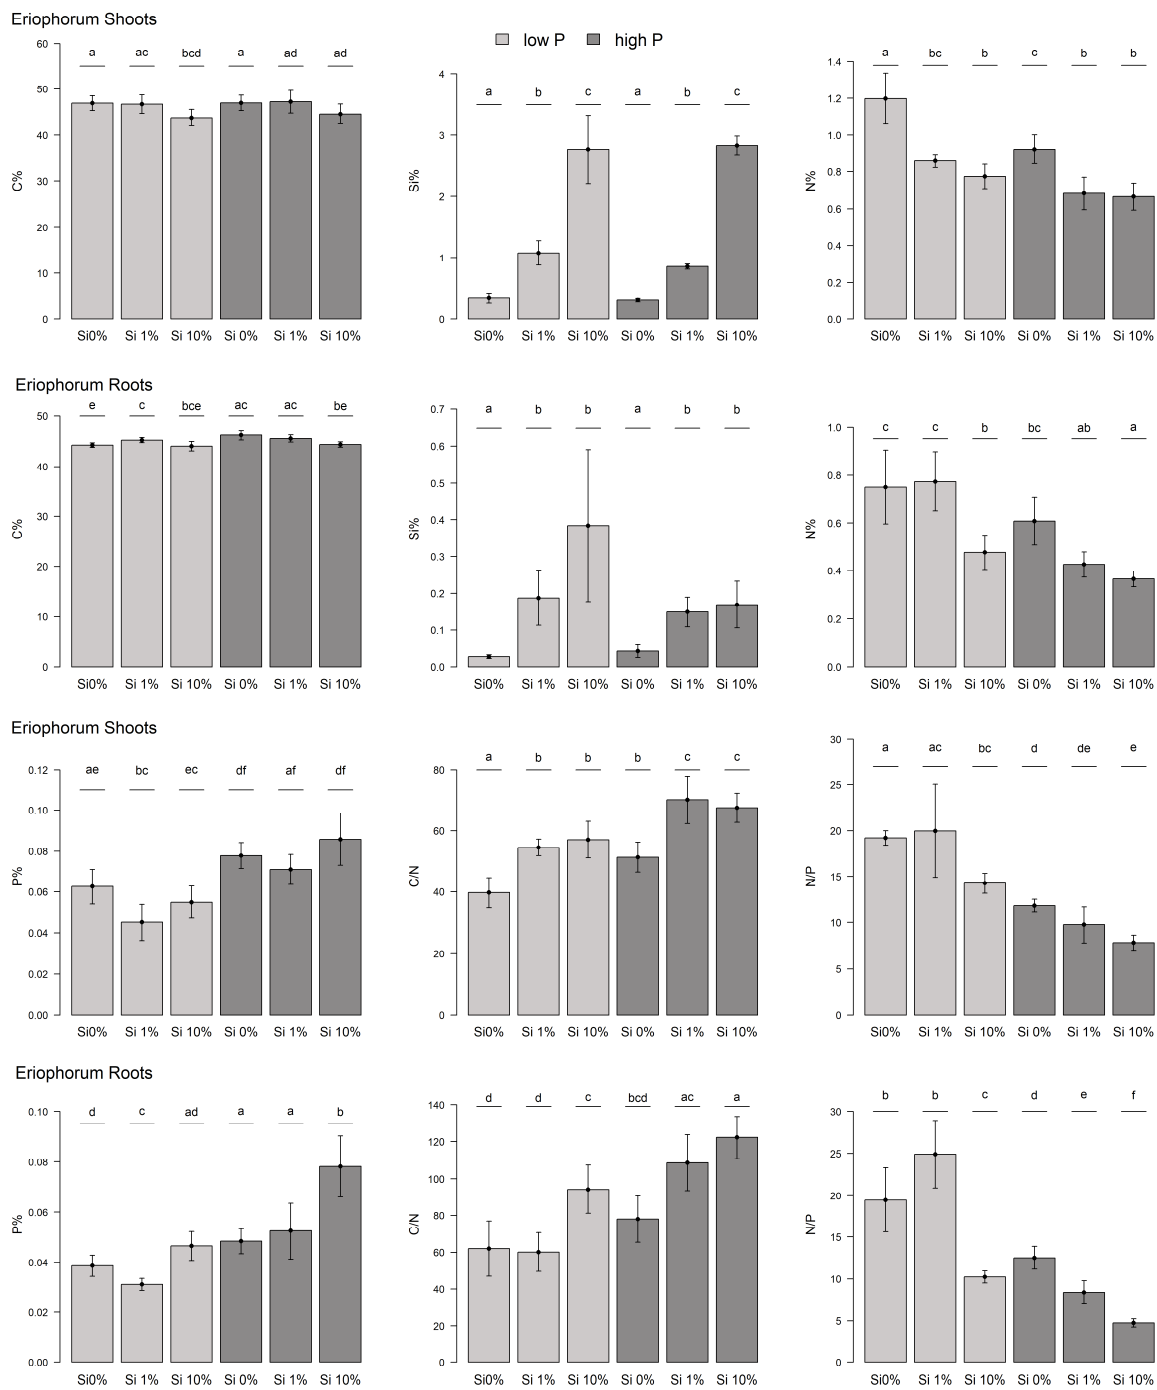 Eriophorum Shoots
low P high P
a ac bcd a ad ad
60
50
40
30
20
10
0
C%
Si0% Si 1% Si 10% Si 0% Si 1% Si 10%
a b c a b c
4
3
2
1
0
Si%
Si0% Si 1% Si 10% Si 0% Si 1% Si 10%
a bc b c b b
1.4
1.2
1.0
0.8
0.6
0.4
0.2
0.0
N%
Si0% Si 1% Si 10% Si 0% Si 1% Si 10%
Eriophorum Roots
e c bce ac ac be
50
40
30
20
10
0
C%
Si0% Si 1% Si 10% Si 0% Si 1% Si 10%
a b b a b b
0.7
0.6
0.5
0.4
0.3
0.2
0.1
0.0
Si%
Si0% Si 1% Si 10% Si 0% Si 1% Si 10%
c c b bc ab a
1.0
0.8
0.6
0.4
0.2
0.0
N%
Si0% Si 1% Si 10% Si 0% Si 1% Si 10%
Eriophorum Shoots
ae bc ec df af df
0.12
0.10
0.08
0.06
0.04
0.02
0.00
P%
Si0% Si 1% Si 10% Si 0% Si 1% Si 10%
a b b b c c
80
60
40
20
0
C/N
Si0% Si 1% Si 10% Si 0% Si 1% Si 10%
a ac bc d de e
30
25
20
15
10
5
0
N/P
Si0% Si 1% Si 10% Si 0% Si 1% Si 10%
Eriophorum Roots
d c ad a a b
0.10
0.08
0.06
0.04
0.02
0.00
P%
Si0% Si 1% Si 10% Si 0% Si 1% Si 10%
d d c bcd ac a
140
120
100
80
60
40
20
0
C/N
Si0% Si 1% Si 10% Si 0% Si 1% Si 10%
b b c d e f
30
25
20
15
10
5
0
N/P
Si0% Si 1% Si 10% Si 0% Si 1% Si 10%